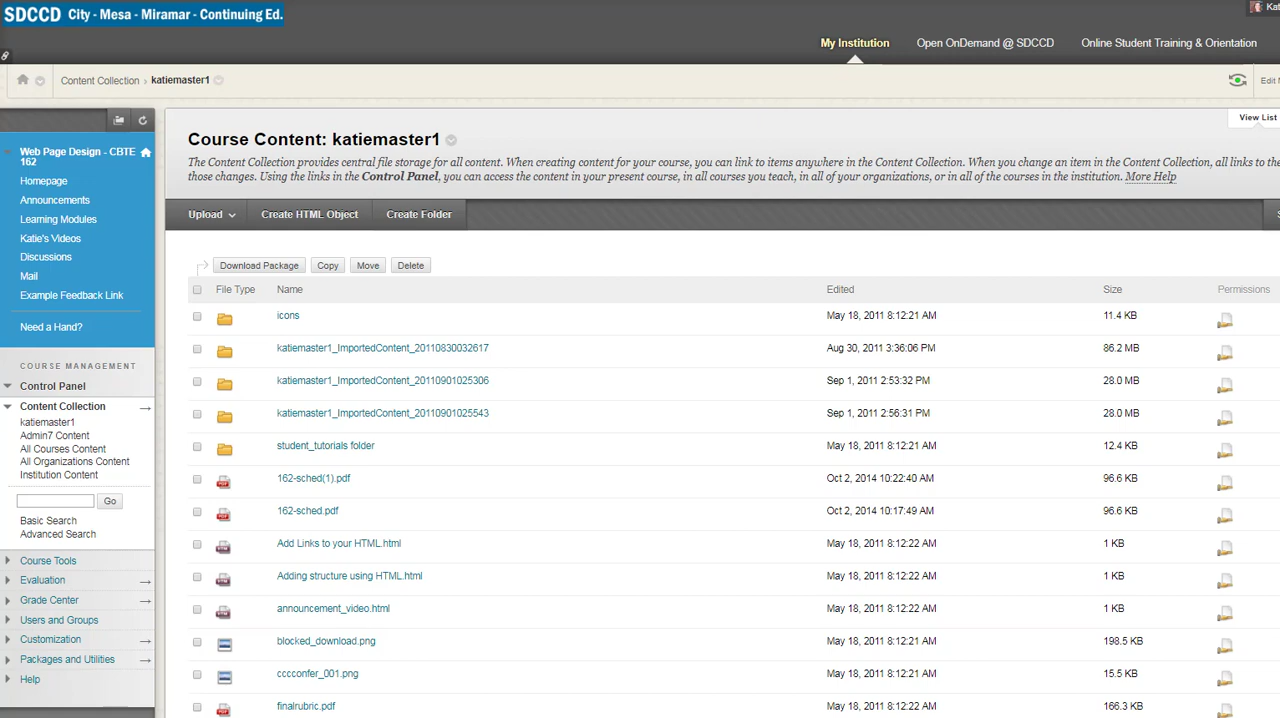 SDCCD City - Mesa - Miramar - Continuing Ed.
My Institution
Open OnDemand @ SDCCD
Online Student Training & Orientation
Content Collection
katiemaster1
Edit
View List
Web Page Design - CBTE
162
Homepage
Announcements
Learning Modules
Katie's Videos
Discussions
Mail
Example Feedback Link
Need a Hand?
COURSE MANAGEMENT
Control Panel
Content Collection
katiemaster1
Admin7 Content
All Courses Content
All Organizations Content
Institution Content
Go
Basic Search
Advanced Search
Course Tools
Evaluation
Grade Center
Users and Groups
Customization
Packages and Utilities
Help
Course Content: katiemaster1
The Content Collection provides central file storage for all content. When creating content for your course, you can link to items anywhere in the Content Collection. When you change an item in the Content Collection, all links to the
those changes. Using the links in the Control Panel, you can access the content in your present course, in all courses you teach, in all of your organizations, or in all of the courses in the institution. More Help
Upload Create HTML Object Create Folder
Download Package Copy Move Delete
File Type Name Edited Size Permissions
icons May 18, 2011 8:12:21 AM 11.4 KB
katiemaster1_ImportedContent_20110830032617 Aug 30, 2011 3:36:06 PM 86.2 MB
katiemaster1_ImportedContent_20110901025306 Sep 1, 2011 2:53:32 PM 28.0 MB
katiemaster1_ImportedContent_20110901025543 Sep 1, 2011 2:56:31 PM 28.0 MB
student_tutorials folder May 18, 2011 8:12:21 AM 12.4 KB
162-sched(1).pdf Oct 2, 2014 10:22:40 AM 96.6 KB
162-sched.pdf Oct 2, 2014 10:17:49 AM 96.6 KB
Add Links to your HTML.html May 18, 2011 8:12:22 AM 1 KB
Adding structure using HTML.html May 18, 2011 8:12:22 AM 1 KB
announcement_video.html May 18, 2011 8:12:22 AM 1 KB
blocked_download.png May 18, 2011 8:12:21 AM 198.5 KB
cccconfer_001.png May 18, 2011 8:12:21 AM 15.5 KB
finalrubric.pdf May 18, 2011 8:12:22 AM 166.3 KB